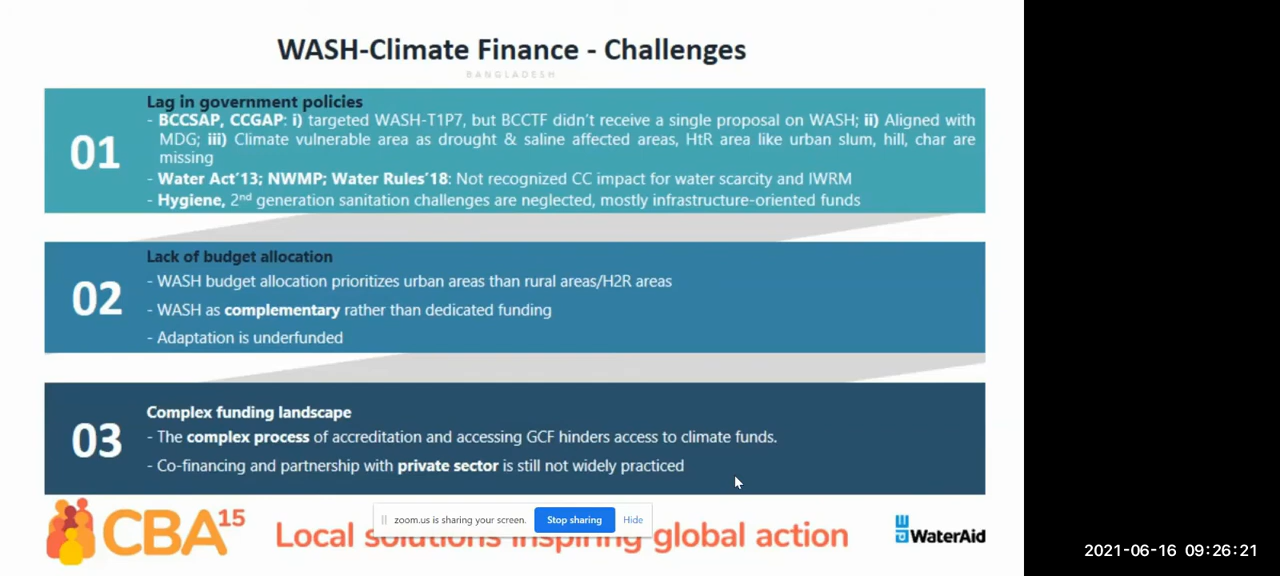 WASH-Climate Finance - Challenges
BANGLADESH
01
Lag in government policies
- BCCSAP, CCGAP: i) targeted WASH-T1P7, but BCCTF didn't receive a single proposal on WASH; ii) Aligned with
MDG; iii) Climate vulnerable area as drought & saline affected areas, HtR area like urban slum, hill, char are
missing
- Water Act'13; NWMP; Water Rules'18: Not recognized CC impact for water scarcity and IWRM
- Hygiene, 2nd generation sanitation challenges are neglected, mostly infrastructure-oriented funds
02
Lack of budget allocation
- WASH budget allocation prioritizes urban areas than rural areas/H2R areas
- WASH as complementary rather than dedicated funding
- Adaptation is underfunded
03
Complex funding landscape
- The complex process of accreditation and accessing GCF hinders access to climate funds.
- Co-financing and partnership with private sector is still not widely practiced
CBA15
Local solutions inspiring global action
zoom.us is sharing your screen. Stop sharing Hide
WaterAid
2021-06-16 09:26:21